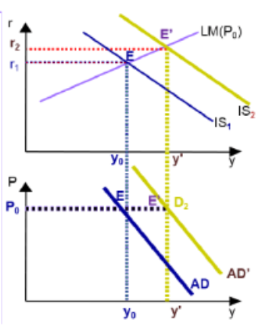 r
E' LM(P₀)
r₂
E
r₁
IS₂
IS₁
y₀ y' y
P
P₀ E E' D₂
AD AD'
y₀ y' y